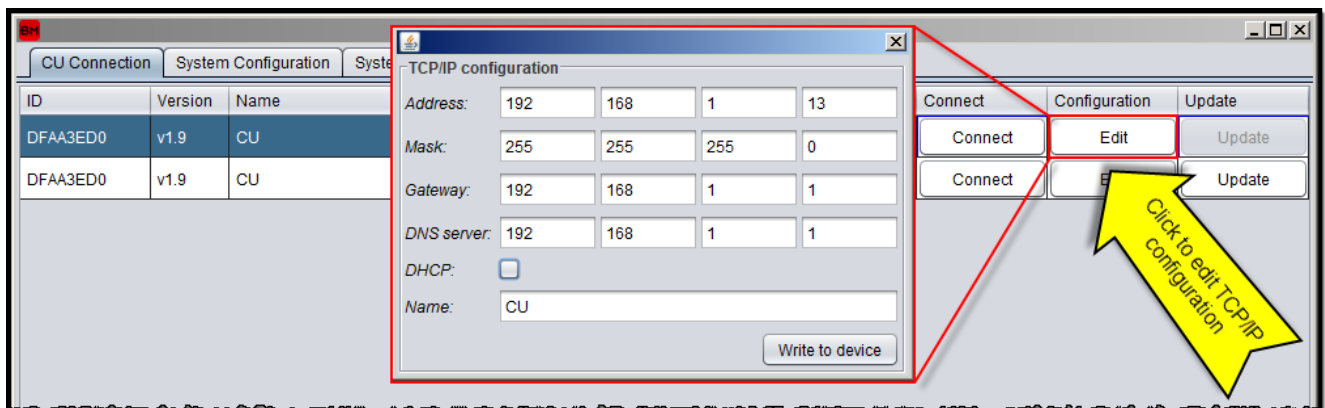 BM
CU Connection System Configuration
ID Version Name Connect Configuration Update
DFAA3ED0 v1.9 CU Connect Edit Update
DFAA3ED0 v1.9 CU Connect Update
TCP/IP configuration
Address: 192 168 1 13
Mask: 255 255 255 0
Gateway: 192 168 1 1
DNS server: 192 168 1 1
DHCP:
Name: CU
Write to device
Click to edit TCP/IP
configuration